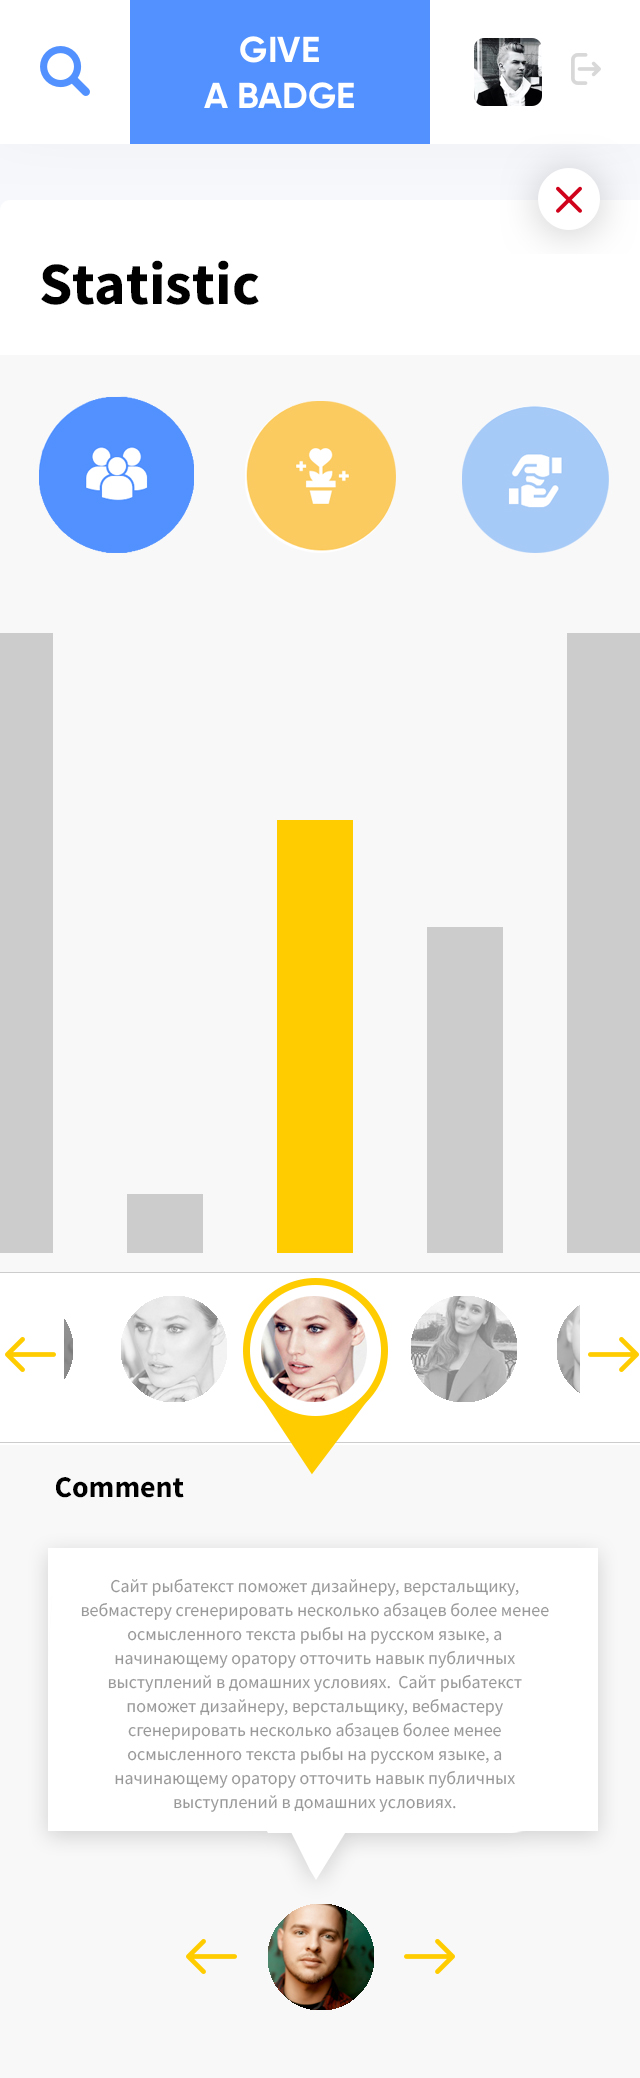 GIVE
A BADGE
Statistic
Comment
Сайт рыбатекст поможет дизайнеру, верстальщику,
вебмастеру сгенерировать несколько абзацев более менее
осмысленного текста рыбы на русском языке, а
начинающему оратору отточить навык публичных
выступлений в домашних условиях.  Сайт рыбатекст
поможет дизайнеру, верстальщику, вебмастеру
сгенерировать несколько абзацев более менее
осмысленного текста рыбы на русском языке, а
начинающему оратору отточить навык публичных
выступлений в домашних условиях.